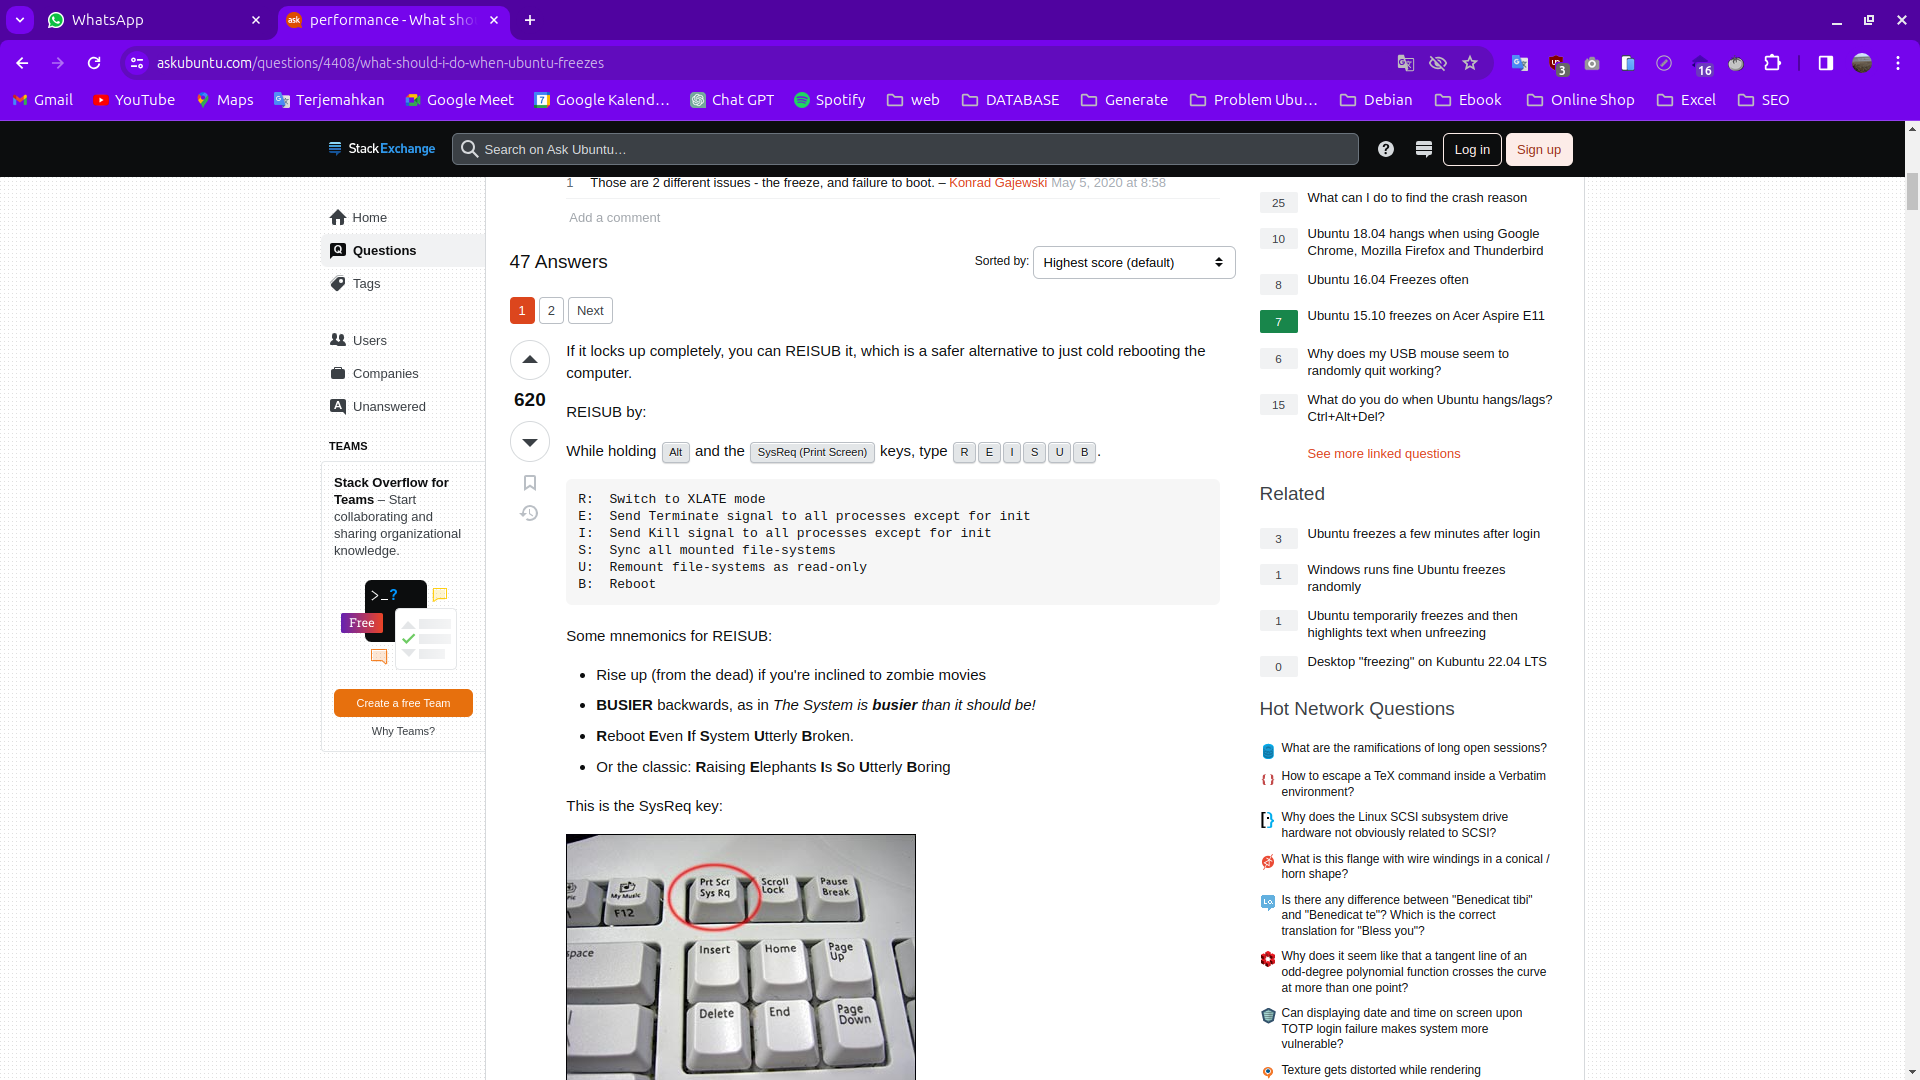 WhatsApp
performance - What sho
askubuntu.com/questions/4408/what-should-i-do-when-ubuntu-freezes
3
16
Gmail
YouTube
Maps
Terjemahkan
Google Meet
Google Kalend…
Chat GPT
Spotify
web
DATABASE
Generate
Problem Ubu…
Debian
Ebook
Online Shop
Excel
SEO
StackExchange
Search on Ask Ubuntu…
Log in
Sign up
Home
Questions
Tags
Users
Companies
Unanswered
TEAMS
Stack Overflow for
Teams – Start
collaborating and
sharing organizational
knowledge.
>_?
Free
Create a free Team
Why Teams?
1 Those are 2 different issues - the freeze, and failure to boot. – Konrad Gajewski May 5, 2020 at 8:58
Add a comment
47 Answers
Sorted by:
Highest score (default)
1 2 Next
620
If it locks up completely, you can REISUB it, which is a safer alternative to just cold rebooting the
computer.
REISUB by:
While holding Alt and the SysReq (Print Screen) keys, type R E I S U B .
R: Switch to XLATE mode
E: Send Terminate signal to all processes except for init
I: Send Kill signal to all processes except for init
S: Sync all mounted file-systems
U: Remount file-systems as read-only
B: Reboot
Some mnemonics for REISUB:
Rise up (from the dead) if you're inclined to zombie movies
BUSIER backwards, as in The System is busier than it should be!
Reboot Even If System Utterly Broken.
Or the classic: Raising Elephants Is So Utterly Boring
This is the SysReq key:
My Music
F12
Prt Scr
Sys Rq
Scroll
Lock
Pause
Break
space
Insert
Home
Page
Up
Delete
End
Page
Down
25 What can I do to find the crash reason
10 Ubuntu 18.04 hangs when using Google
Chrome, Mozilla Firefox and Thunderbird
8 Ubuntu 16.04 Freezes often
7 Ubuntu 15.10 freezes on Acer Aspire E11
6 Why does my USB mouse seem to
randomly quit working?
15 What do you do when Ubuntu hangs/lags?
Ctrl+Alt+Del?
See more linked questions
Related
3 Ubuntu freezes a few minutes after login
1 Windows runs fine Ubuntu freezes
randomly
1 Ubuntu temporarily freezes and then
highlights text when unfreezing
0 Desktop "freezing" on Kubuntu 22.04 LTS
Hot Network Questions
What are the ramifications of long open sessions?
How to escape a TeX command inside a Verbatim
environment?
Why does the Linux SCSI subsystem drive
hardware not obviously related to SCSI?
What is this flange with wire windings in a conical /
horn shape?
Is there any difference between "Benedicat tibi"
and "Benedicat te"? Which is the correct
translation for "Bless you"?
Why does it seem like that a tangent line of an
odd-degree polynomial function crosses the curve
at more than one point?
Can displaying date and time on screen upon
TOTP login failure makes system more
vulnerable?
Texture gets distorted while rendering